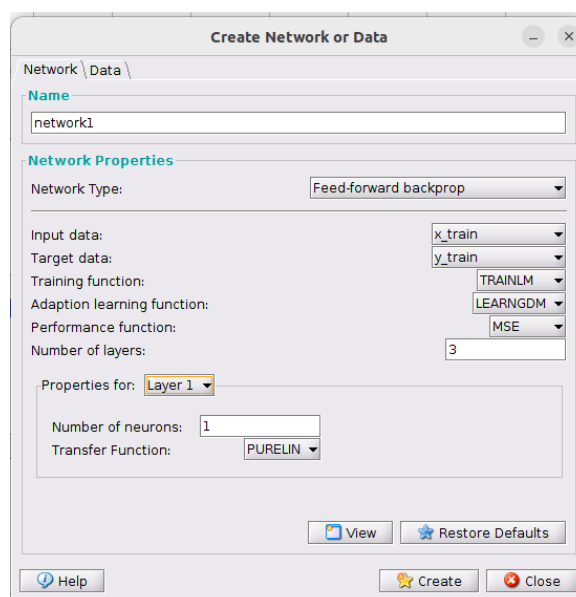 Create Network or Data
Network Data
Name
network1
Network Properties
Network Type: Feed-forward backprop
Input data: x_train
Target data: y_train
Training function: TRAINLM
Adaption learning function: LEARNGDM
Performance function: MSE
Number of layers: 3
Properties for: Layer 1
Number of neurons: 1
Transfer Function: PURELIN
View Restore Defaults
Help Create Close